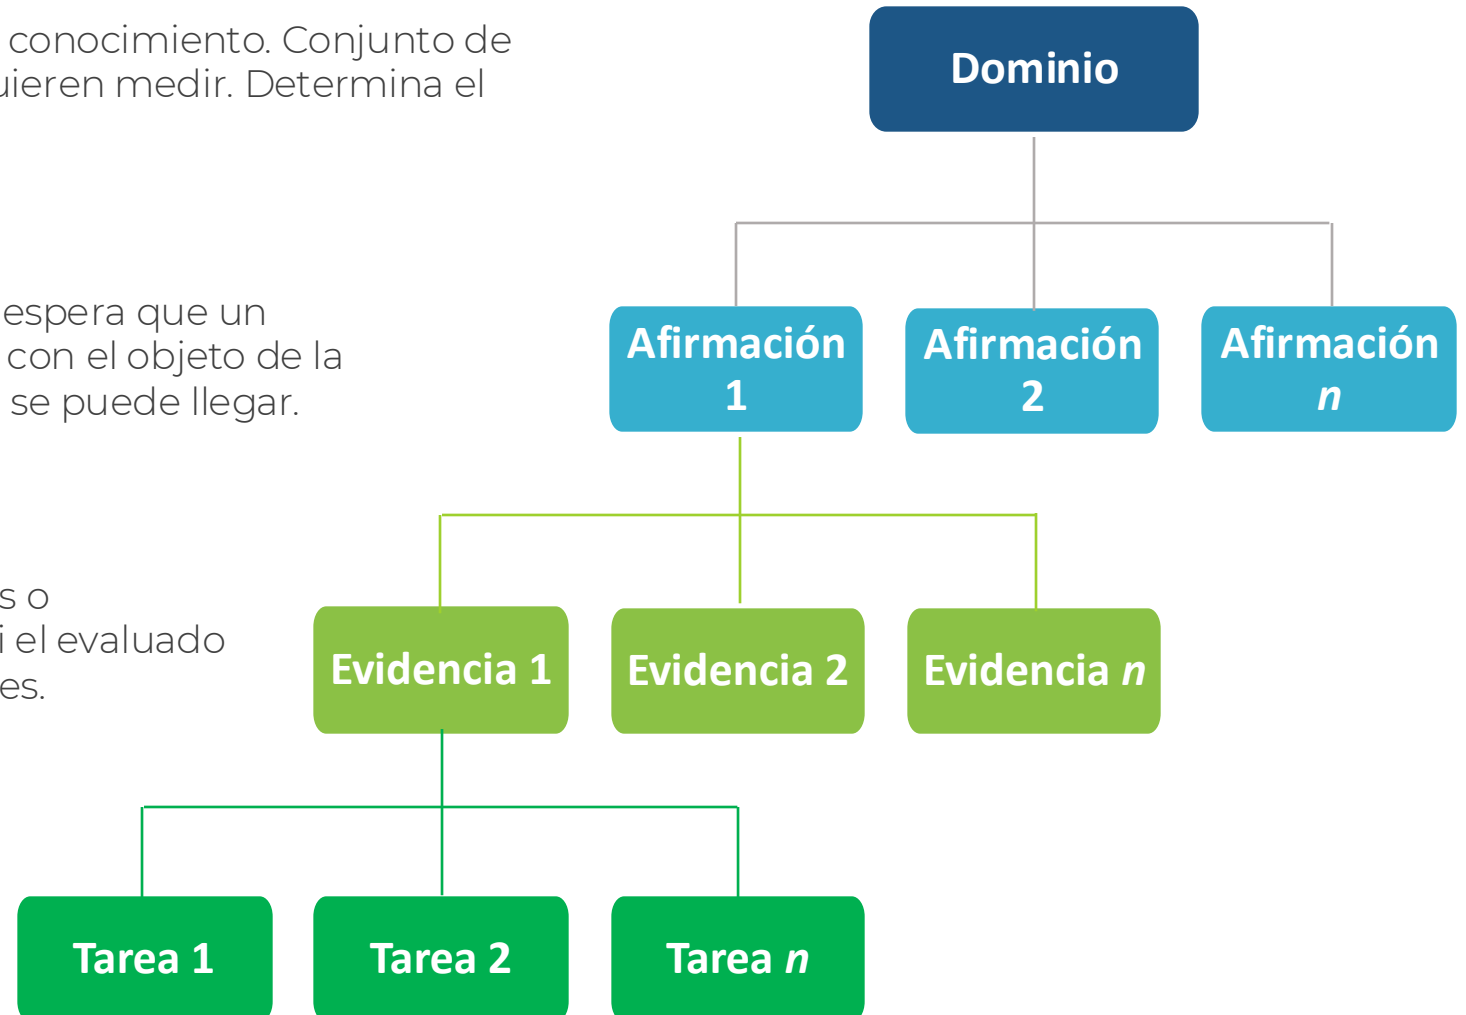 conocimiento. Conjunto de
uieren medir. Determina el
Dominio
espera que un
con el objeto de la
se puede llegar.
Afirmación
1
Afirmación
2
Afirmación
n
s o
i el evaluado
es.
Evidencia 1
Evidencia 2
Evidencia n
Tarea 1
Tarea 2
Tarea n